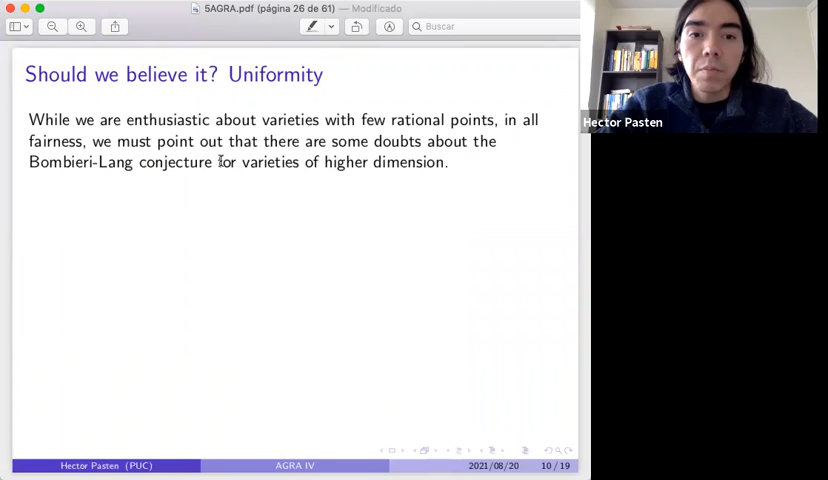 5AGRA.pdf (página 26 de 61) — Modificado
Buscar
Should we believe it? Uniformity
While we are enthusiastic about varieties with few rational points, in all
fairness, we must point out that there are some doubts about the
Bombieri-Lang conjecture for varieties of higher dimension.
Hector Pasten (PUC)
AGRA IV
2021/08/20
10 / 19
Hector Pasten